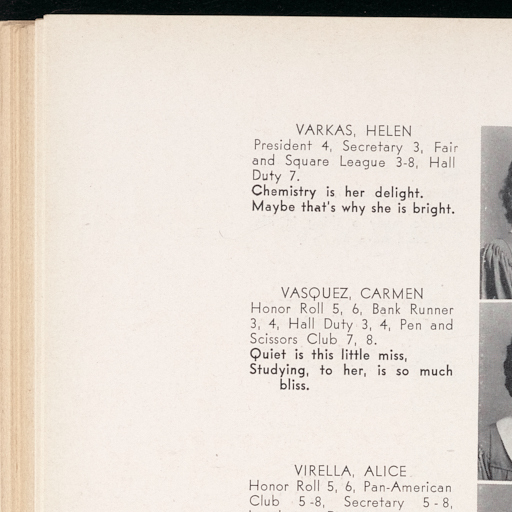 VARKAS, HELEN
President 4, Secretary 3, Fair
and Square League 3-8, Hall
Duty 7.
Chemistry is her delight.
Maybe that's why she is bright.
VASQUEZ, CARMEN
Honor Roll 5, 6, Bank Runner
3, 4, Hall Duty 3, 4, Pen and
Scissors Club 7, 8.
Quiet is this little miss,
Studying, to her, is so much
bliss.
VIRELLA, ALICE
Honor Roll 5, 6, Pan-American
Club 5-8, Secretary 5-8,